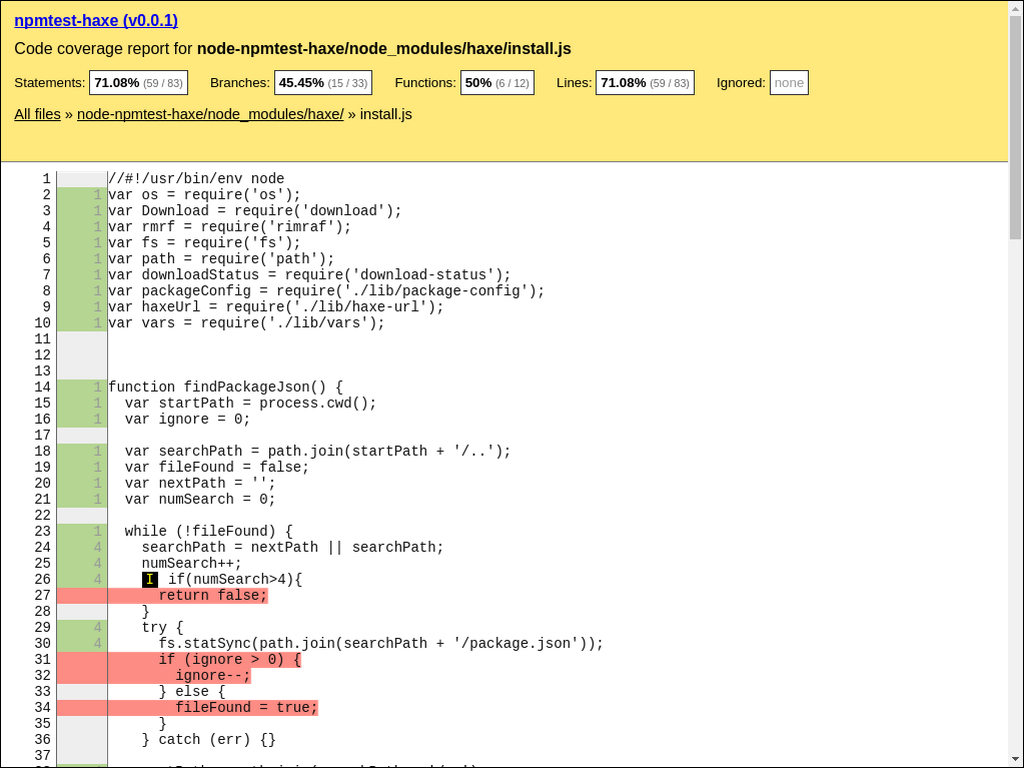 npmtest-haxe (v0.0.1)
Code coverage report for node-npmtest-haxe/node_modules/haxe/install.js
Statements: 71.08% (59 / 83) Branches: 45.45% (15 / 33) Functions: 50% (6 / 12) Lines: 71.08% (59 / 83) Ignored: none
All files » node-npmtest-haxe/node_modules/haxe/ » install.js
1 //#!/usr/bin/env node
2 1 var os = require('os');
3 1 var Download = require('download');
4 1 var rmrf = require('rimraf');
5 1 var fs = require('fs');
6 1 var path = require('path');
7 1 var downloadStatus = require('download-status');
8 1 var packageConfig = require('./lib/package-config');
9 1 var haxeUrl = require('./lib/haxe-url');
10 1 var vars = require('./lib/vars');
11
12
13
14 1 function findPackageJson() {
15 1   var startPath = process.cwd();
16 1   var ignore = 0;
17
18 1   var searchPath = path.join(startPath + '/..');
19 1   var fileFound = false;
20 1   var nextPath = '';
21 1   var numSearch = 0;
22
23 1   while (!fileFound) {
24 4     searchPath = nextPath || searchPath;
25 4     numSearch++;
26 4     I if(numSearch>4){
27       return false;
28     }
29 4     try {
30 4       fs.statSync(path.join(searchPath + '/package.json'));
31       if (ignore > 0) {
32         ignore--;
33       } else {
34         fileFound = true;
35       }
36     } catch (err) {}
37